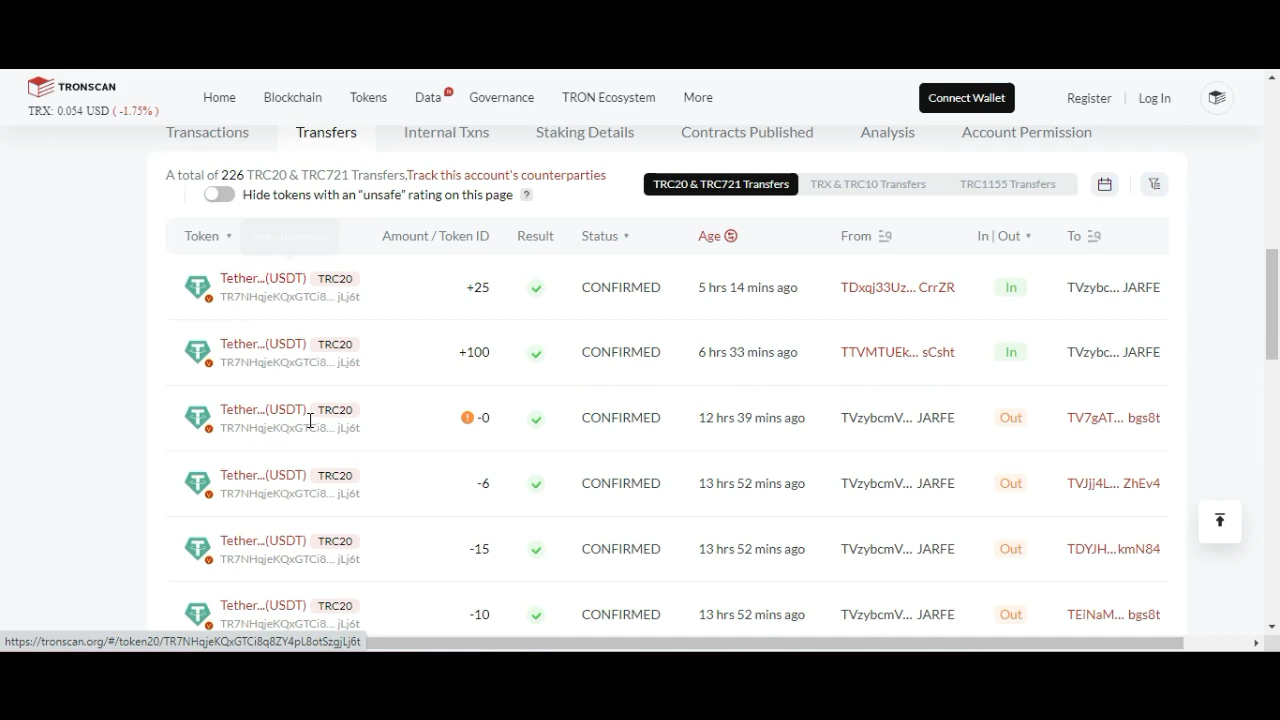 TRONSCAN
TRX: 0.054 USD ( -1.75% )
Home Blockchain Tokens Data N Governance TRON Ecosystem More Connect Wallet Register | Log In
Transactions Transfers Internal Txns Staking Details Contracts Published Analysis Account Permission
A total of 226 TRC20 & TRC721 Transfers,Track this account's counterparties
Hide tokens with an “unsafe” rating on this page ?
TRC20 & TRC721 Transfers TRX & TRC10 Transfers TRC1155 Transfers
Token Amount / Token ID Result Status Age From In | Out To
Tether...(USDT) TRC20
TR7NHqjeKQxGTCi8... jLj6t
+25 CONFIRMED 5 hrs 14 mins ago TDxqj33Uz... CrrZR In TVzybc... JARFE
Tether...(USDT) TRC20
TR7NHqjeKQxGTCi8... jLj6t
+100 CONFIRMED 6 hrs 33 mins ago TTVMTUEk... sCsht In TVzybc... JARFE
Tether...(USDT) TRC20
TR7NHqjeKQxGTCi8... jLj6t
! -0 CONFIRMED 12 hrs 39 mins ago TVzybcmV... JARFE Out TV7gAT... bgs8t
Tether...(USDT) TRC20
TR7NHqjeKQxGTCi8... jLj6t
-6 CONFIRMED 13 hrs 52 mins ago TVzybcmV... JARFE Out TVJjj4L... ZhEv4
Tether...(USDT) TRC20
TR7NHqjeKQxGTCi8... jLj6t
-15 CONFIRMED 13 hrs 52 mins ago TVzybcmV... JARFE Out TDYJH...kmN84
Tether...(USDT) TRC20
TR7NHqjeKQxGTCi8... jLj6t
-10 CONFIRMED 13 hrs 52 mins ago TVzybcmV... JARFE Out TEiNaM... bgs8t
https://tronscan.org/#/token20/TR7NHqjeKQxGTCi8q8ZY4pL8otSzgjLj6t